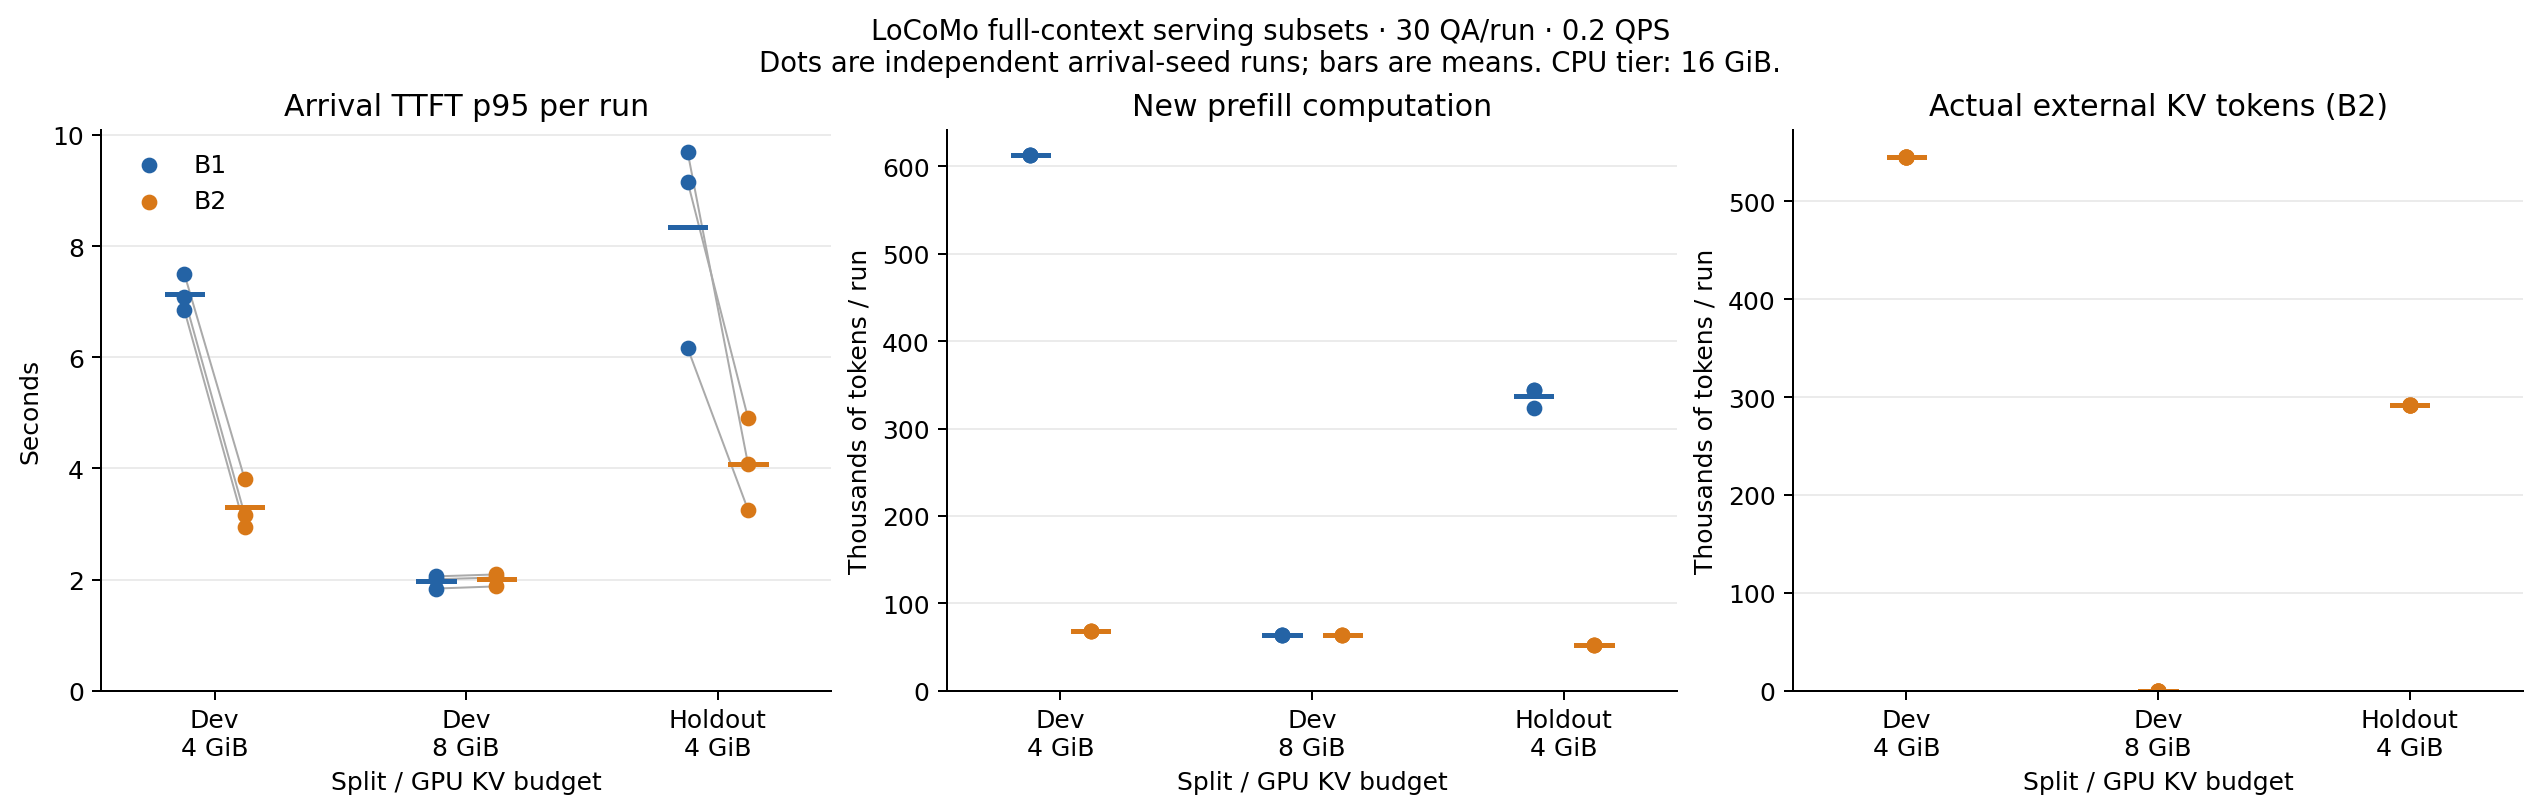 LoCoMo full-context serving subsets · 30 QA/run · 0.2 QPS
Dots are independent arrival-seed runs; bars are means. CPU tier: 16 GiB.
Arrival TTFT p95 per run
Seconds
10
8
6
4
2
0
B1
B2
Dev
4 GiB
Dev
8 GiB
Holdout
4 GiB
Split / GPU KV budget
New prefill computation
Thousands of tokens / run
600
500
400
300
200
100
0
Dev
4 GiB
Dev
8 GiB
Holdout
4 GiB
Split / GPU KV budget
Actual external KV tokens (B2)
Thousands of tokens / run
500
400
300
200
100
0
Dev
4 GiB
Dev
8 GiB
Holdout
4 GiB
Split / GPU KV budget